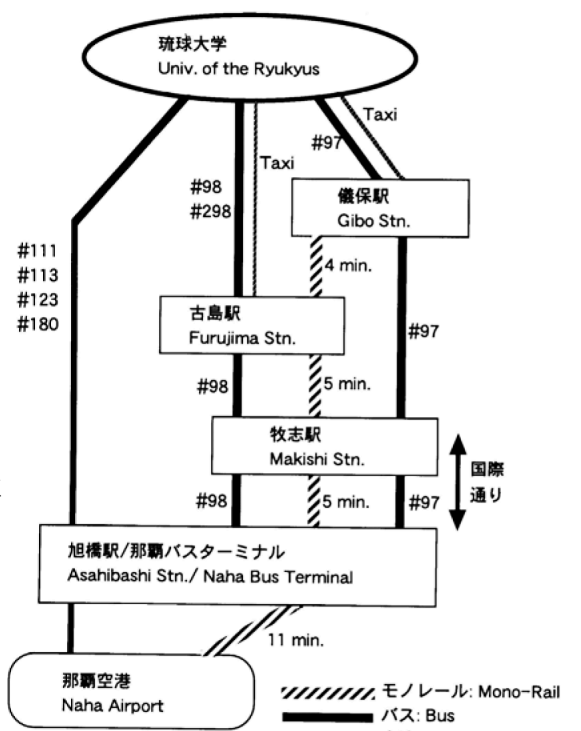 琉球大学
Univ. of the Ryukyus
Taxi
#97
Taxi
#98
#298
儀保駅
Gibo Stn.
#111
#113
#123
#180
4 min.
古島駅
Furujima Stn.
#97
#98
5 min.
牧志駅
Makishi Stn.
国際
通り
#98
5 min.
#97
旭橋駅/那覇バスターミナル
Asahibashi Stn./ Naha Bus Terminal
11 min.
那覇空港
Naha Airport
モノレール: Mono-Rail
バス: Bus